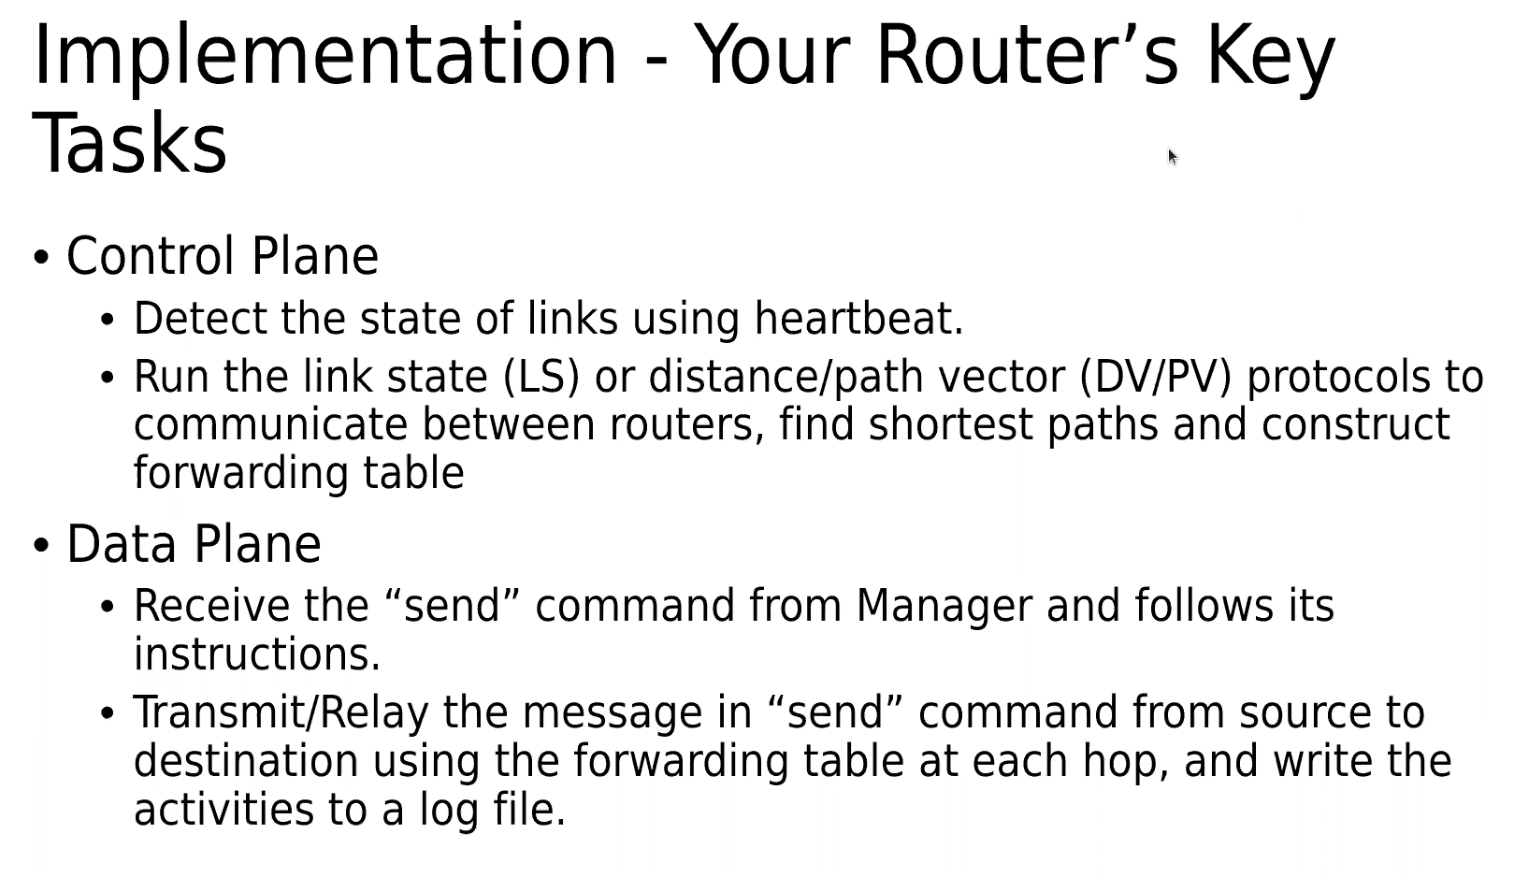 Implementation - Your Router’s Key
Tasks
• Control Plane
• Detect the state of links using heartbeat.
• Run the link state (LS) or distance/path vector (DV/PV) protocols to
communicate between routers, find shortest paths and construct
forwarding table
• Data Plane
• Receive the “send” command from Manager and follows its
instructions.
• Transmit/Relay the message in “send” command from source to
destination using the forwarding table at each hop, and write the
activities to a log file.